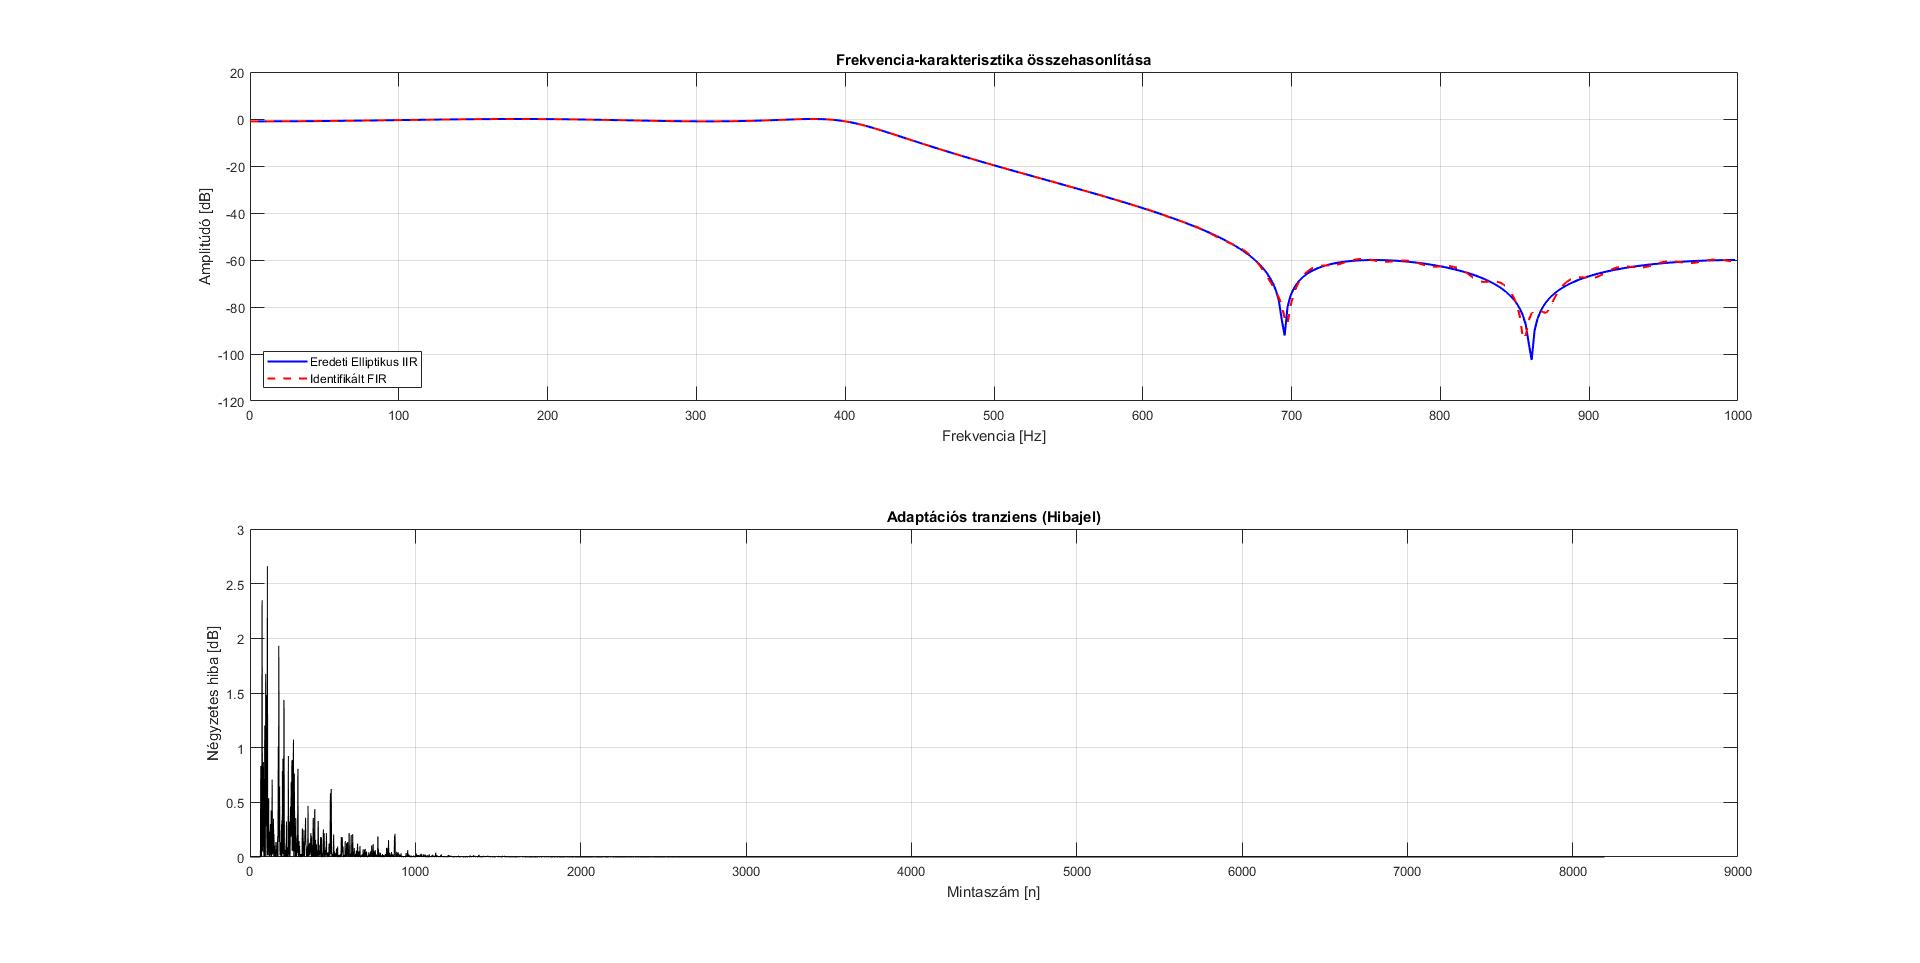 Frekvencia-karakterisztika összehasonlítása
20
0
-20
-40
-60
-80
-100
-120
Amplitúdó [dB]
Eredeti Elliptikus IIR
Identifikált FIR
0 100 200 300 400 500 600 700 800 900 1000
Frekvencia [Hz]
Adaptációs tranziens (Hibajel)
3
2.5
2
1.5
1
0.5
0
Négyzetes hiba [dB]
0 1000 2000 3000 4000 5000 6000 7000 8000 9000
Mintaszám [n]